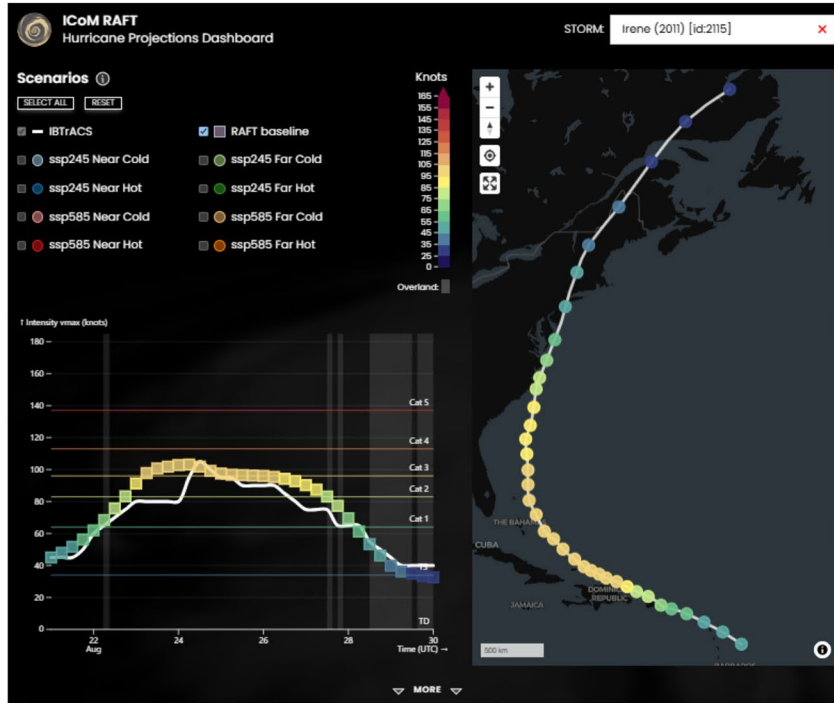 ICoM RAFT
Hurricane Projections Dashboard
STORM:
Irene (2011) [id:2115]
×
Scenarios
SELECT ALL
RESET
IBTrACS
RAFT baseline
ssp245 Near Cold
ssp245 Far Cold
ssp245 Near Hot
ssp245 Far Hot
ssp585 Near Cold
ssp585 Far Cold
ssp585 Near Hot
ssp585 Far Hot
Knots
165
155
145
135
125
115
105
95
85
75
65
55
45
35
25
0
Overland:
↑ Intensity vmax (knots)
180
160
140
120
100
80
60
40
20
0
Cat 5
Cat 4
Cat 3
Cat 2
Cat 1
TS
TD
22
24
26
28
30
Aug
Time (UTC) →
THE BAHAM
CUBA
JAMAICA
DOMINIC
REPUBLIC
500 km
MORE